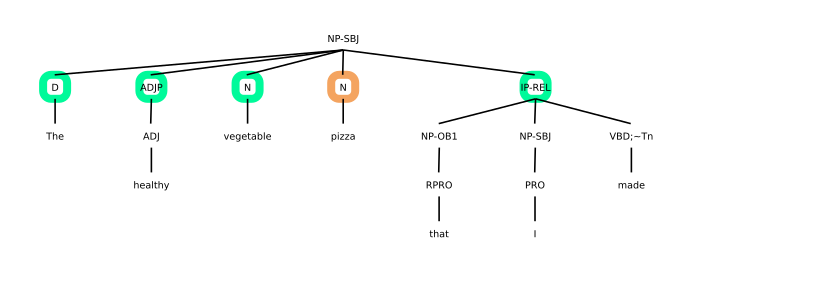 NP-SBJ
D ADJP N N IP-REL
The ADJ vegetable pizza NP-OB1 NP-SBJ VBD;~Tn
healthy RPRO PRO made
that I